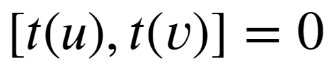 [t(u), t(v)] = 0